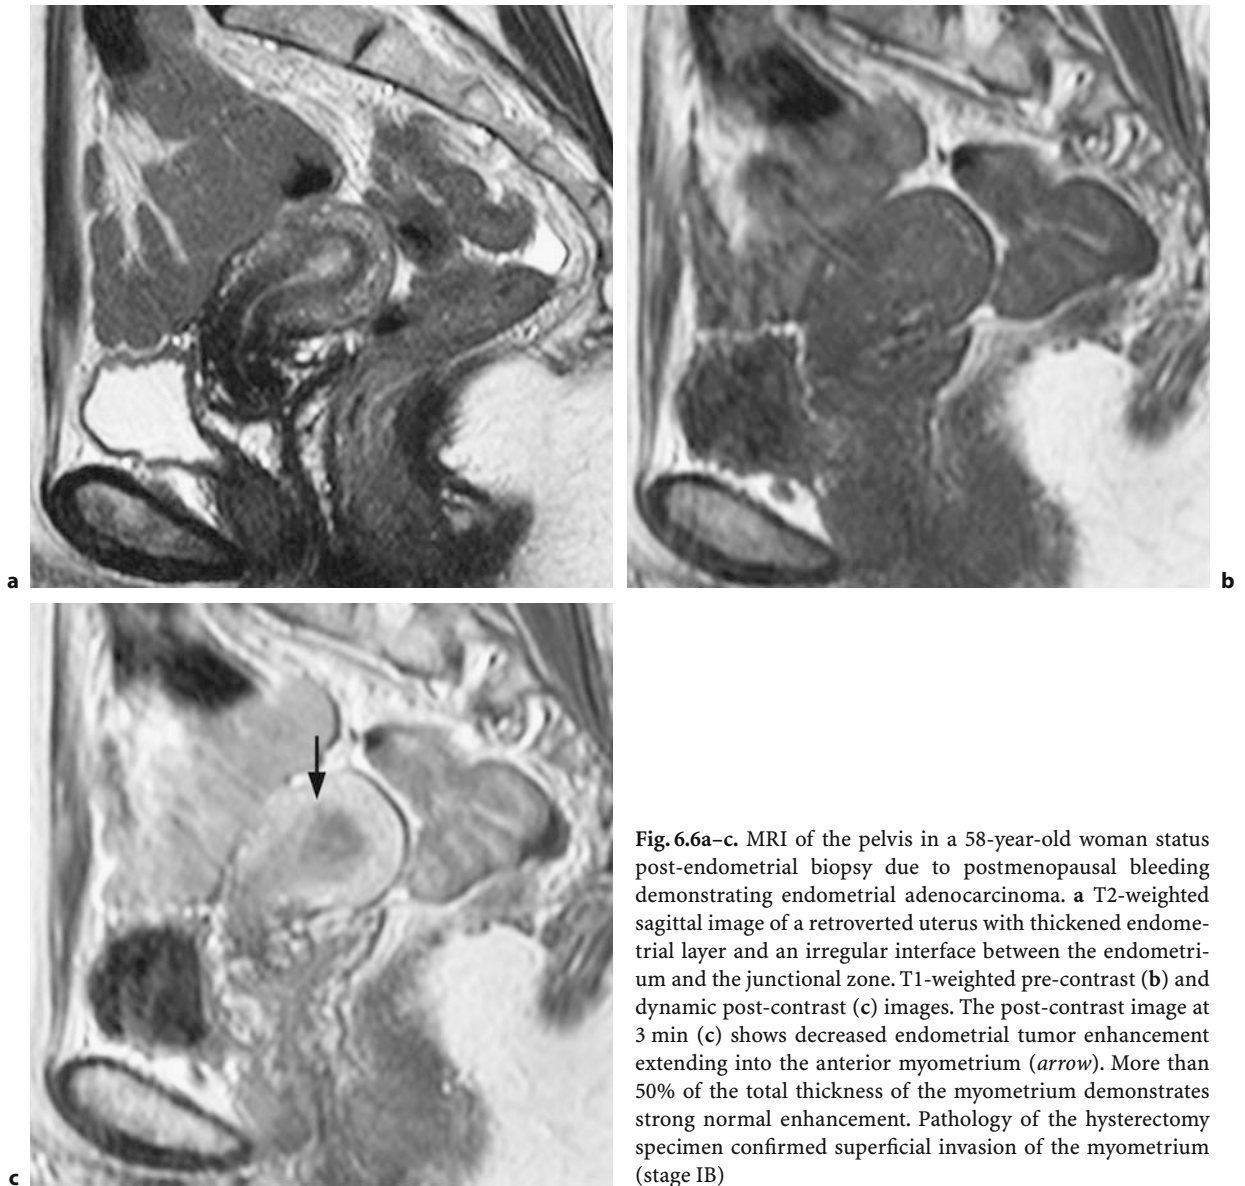 a
b
c
Fig. 6.6a–c. MRI of the pelvis in a 58-year-old woman status
post-endometrial biopsy due to postmenopausal bleeding
demonstrating endometrial adenocarcinoma. a T2-weighted
sagittal image of a retroverted uterus with thickened endome-
trial layer and an irregular interface between the endometri-
um and the junctional zone. T1-weighted pre-contrast (b) and
dynamic post-contrast (c) images. The post-contrast image at
3 min (c) shows decreased endometrial tumor enhancement
extending into the anterior myometrium (arrow). More than
50% of the total thickness of the myometrium demonstrates
strong normal enhancement. Pathology of the hysterectomy
specimen confirmed superficial invasion of the myometrium
(stage IB)